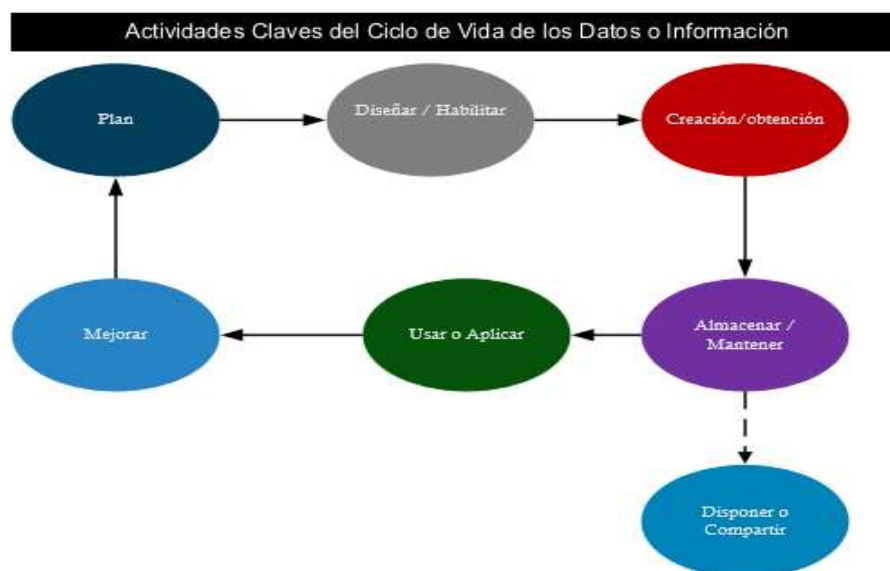 Actividades Claves del Ciclo de Vida de los Datos o Información
Plan
Diseñar / Habilitar
Creación/obtención
Mejorar
Usar o Aplicar
Almacenar /
Mantener
Disponer o
Compartir